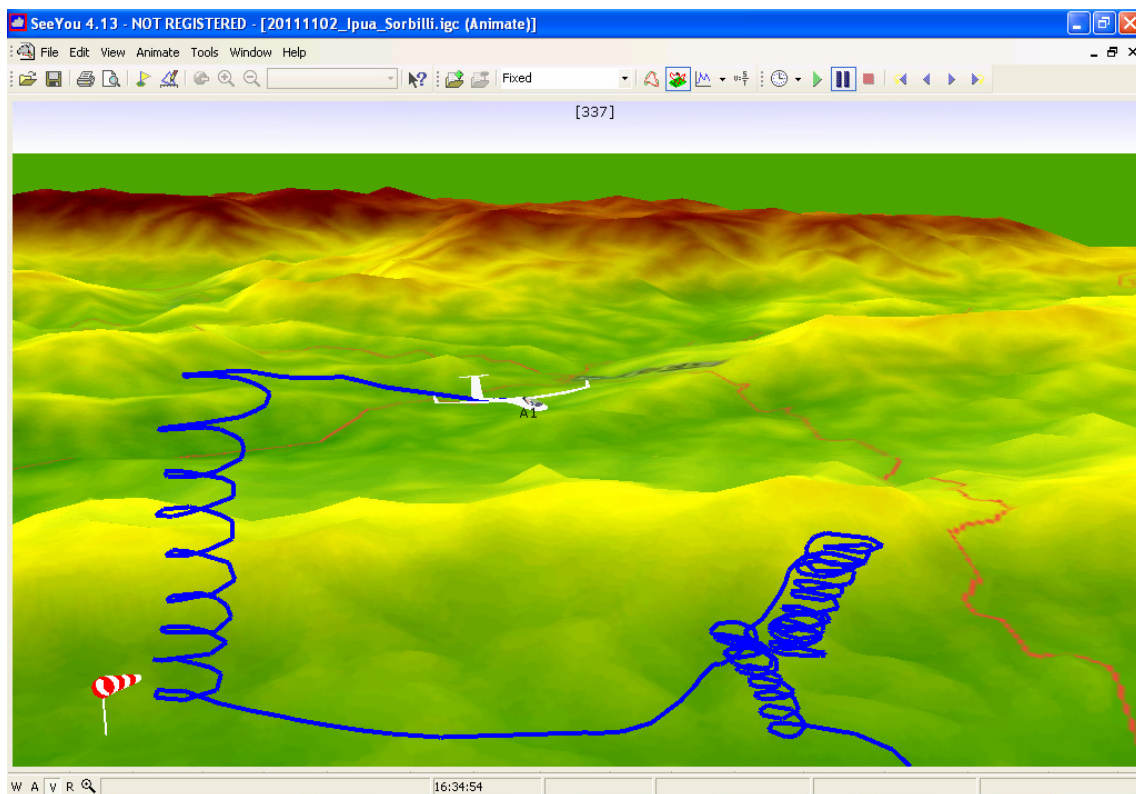 SeeYou 4.13 - NOT REGISTERED - [20111102_Ipua_Sorbilli.igc (Animate)]
File Edit View Animate Tools Window Help
Fixed
[337]
A1
W A V R 16:34:54